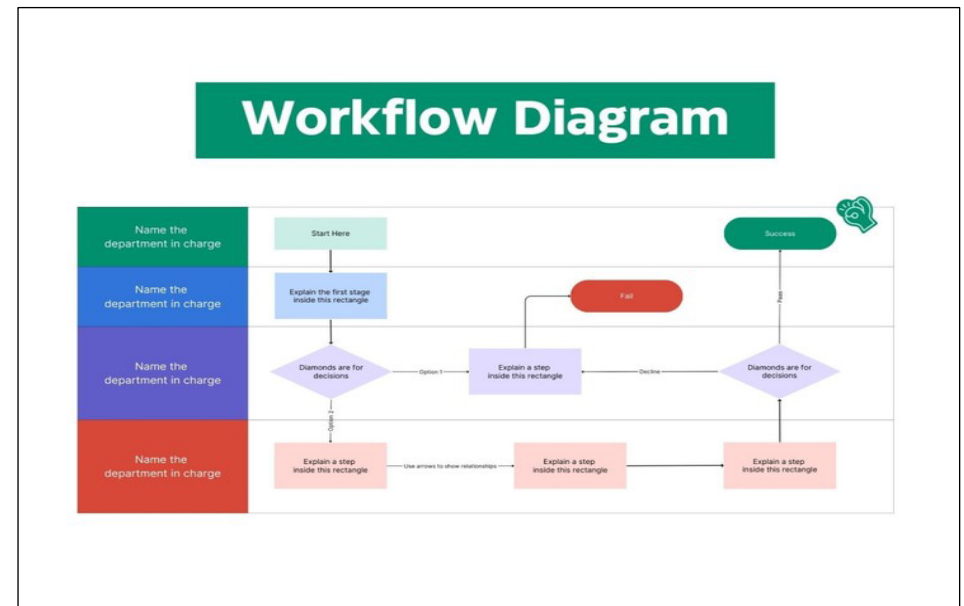 Workflow Diagram
Name the
department in charge
Start Here
Success
Name the
department in charge
Explain the first stage
inside this rectangle
Fail
Pass
Name the
department in charge
Diamonds are for
decisions
Option 1
Explain a step
inside this rectangle
Decline
Diamonds are for
decisions
Option 2
Name the
department in charge
Explain a step
inside this rectangle
Use arrows to show relationships
Explain a step
inside this rectangle
Explain a step
inside this rectangle